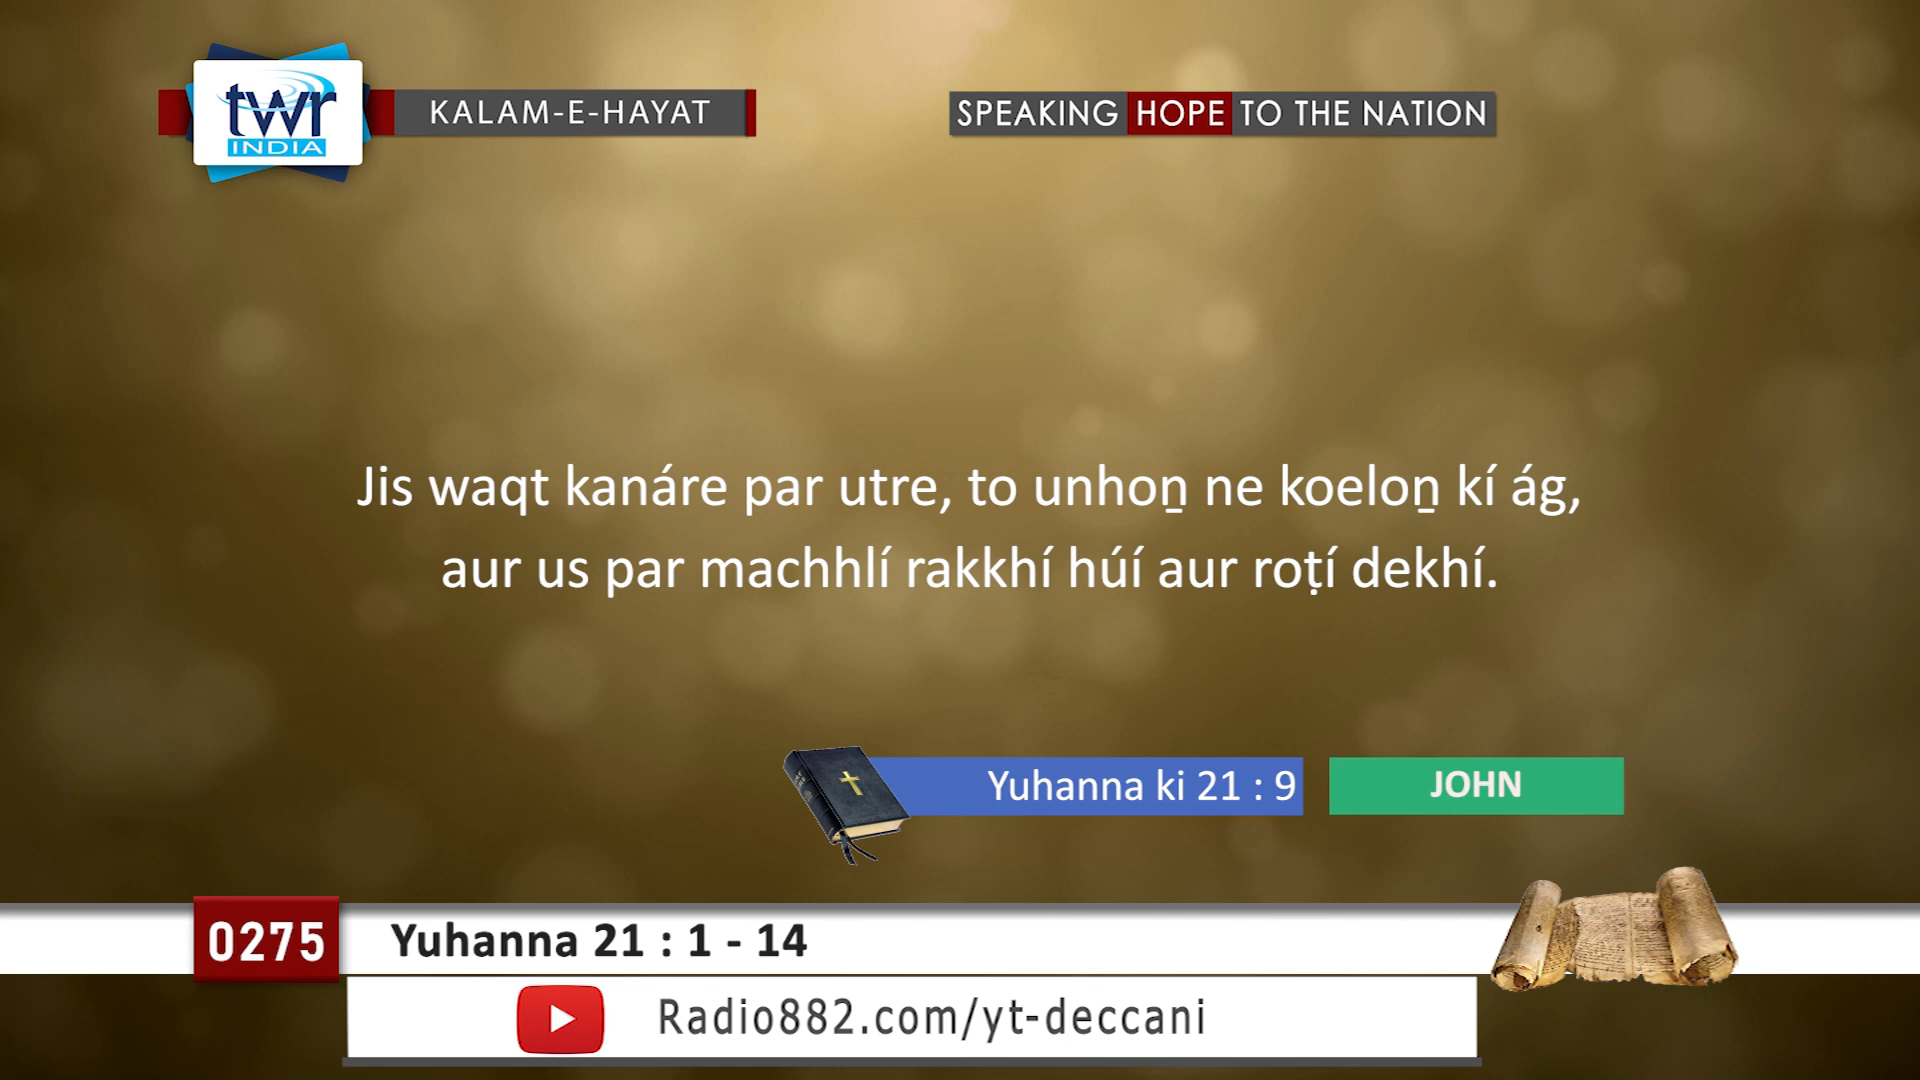 twr
INDIA
KALAM-E-HAYAT
SPEAKING HOPE TO THE NATION
Jis waqt kanáre par utre, to unhoṉ ne koeloṉ kí ág,
aur us par machhlí rakkhí húí aur roṭí dekhí.
Yuhanna ki 21 : 9
JOHN
0275
Yuhanna 21 : 1 - 14
Radio882.com/yt-deccani